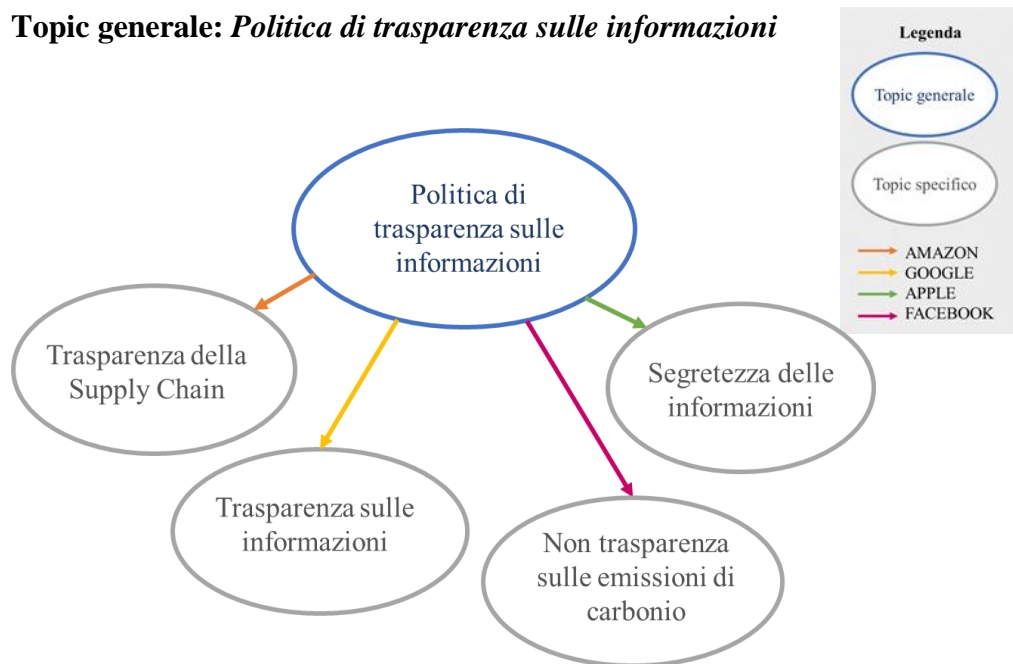 Topic generale: Politica di trasparenza sulle informazioni
Legenda
Topic generale
Topic specifico
AMAZON
GOOGLE
APPLE
FACEBOOK
Politica di
trasparenza sulle
informazioni
Trasparenza della
Supply Chain
Segretezza delle
informazioni
Trasparenza sulle
informazioni
Non trasparenza
sulle emissioni di
carbonio